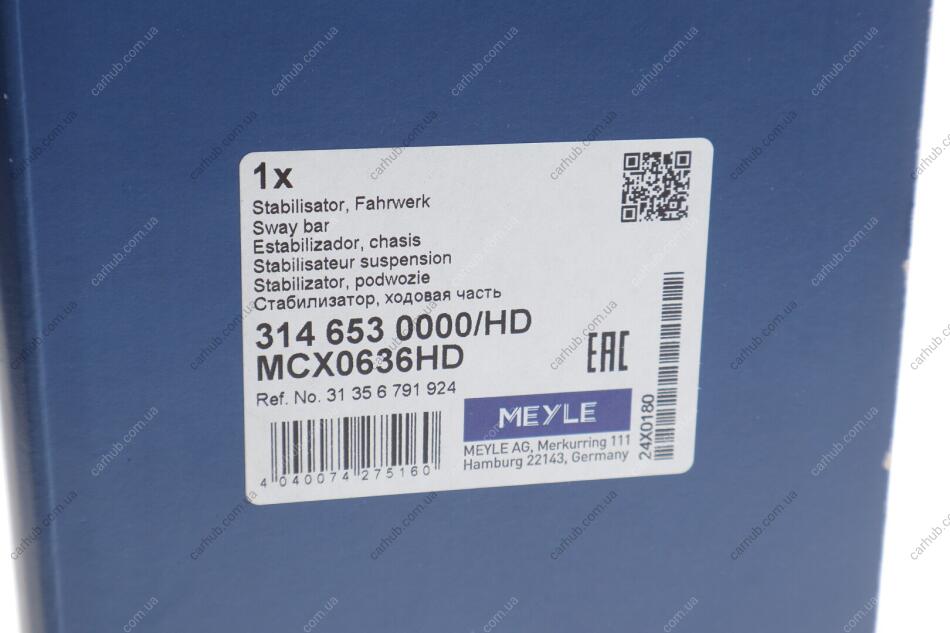 1x
Stabilisator, Fahrwerk
Sway bar
Estabilizador, chasis
Stabilisateur suspension
Stabilizator, podwozie
Стабилизатор, ходовая часть
314 653 0000/HD
MCX0636HD
Ref. No. 31 35 6 791 924
EAC
MEYLE
MEYLE AG, Merkurring 111
Hamburg 22143, Germany
4 040074 275160
24X0180
carhub.com.ua